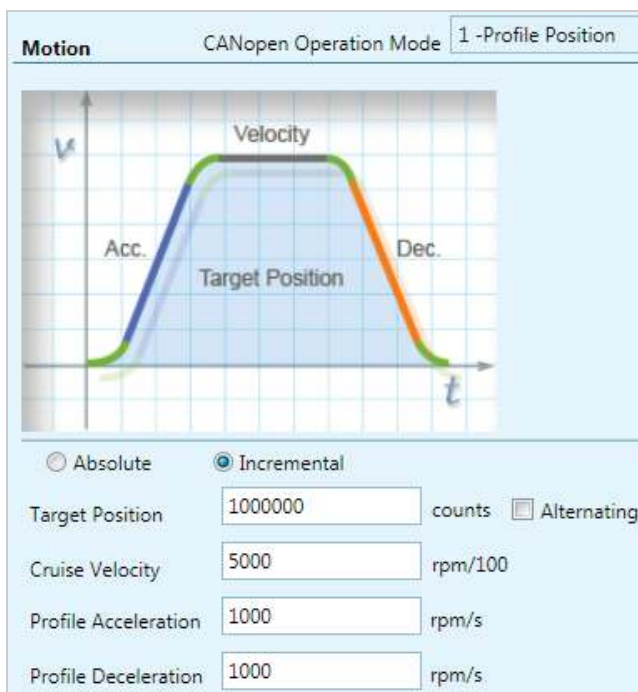 Motion CANopen Operation Mode 1 -Profile Position
v
Velocity
Acc. Dec.
Target Position
t
Absolute Incremental
Target Position 1000000 counts Alternating
Cruise Velocity 5000 rpm/100
Profile Acceleration 1000 rpm/s
Profile Deceleration 1000 rpm/s